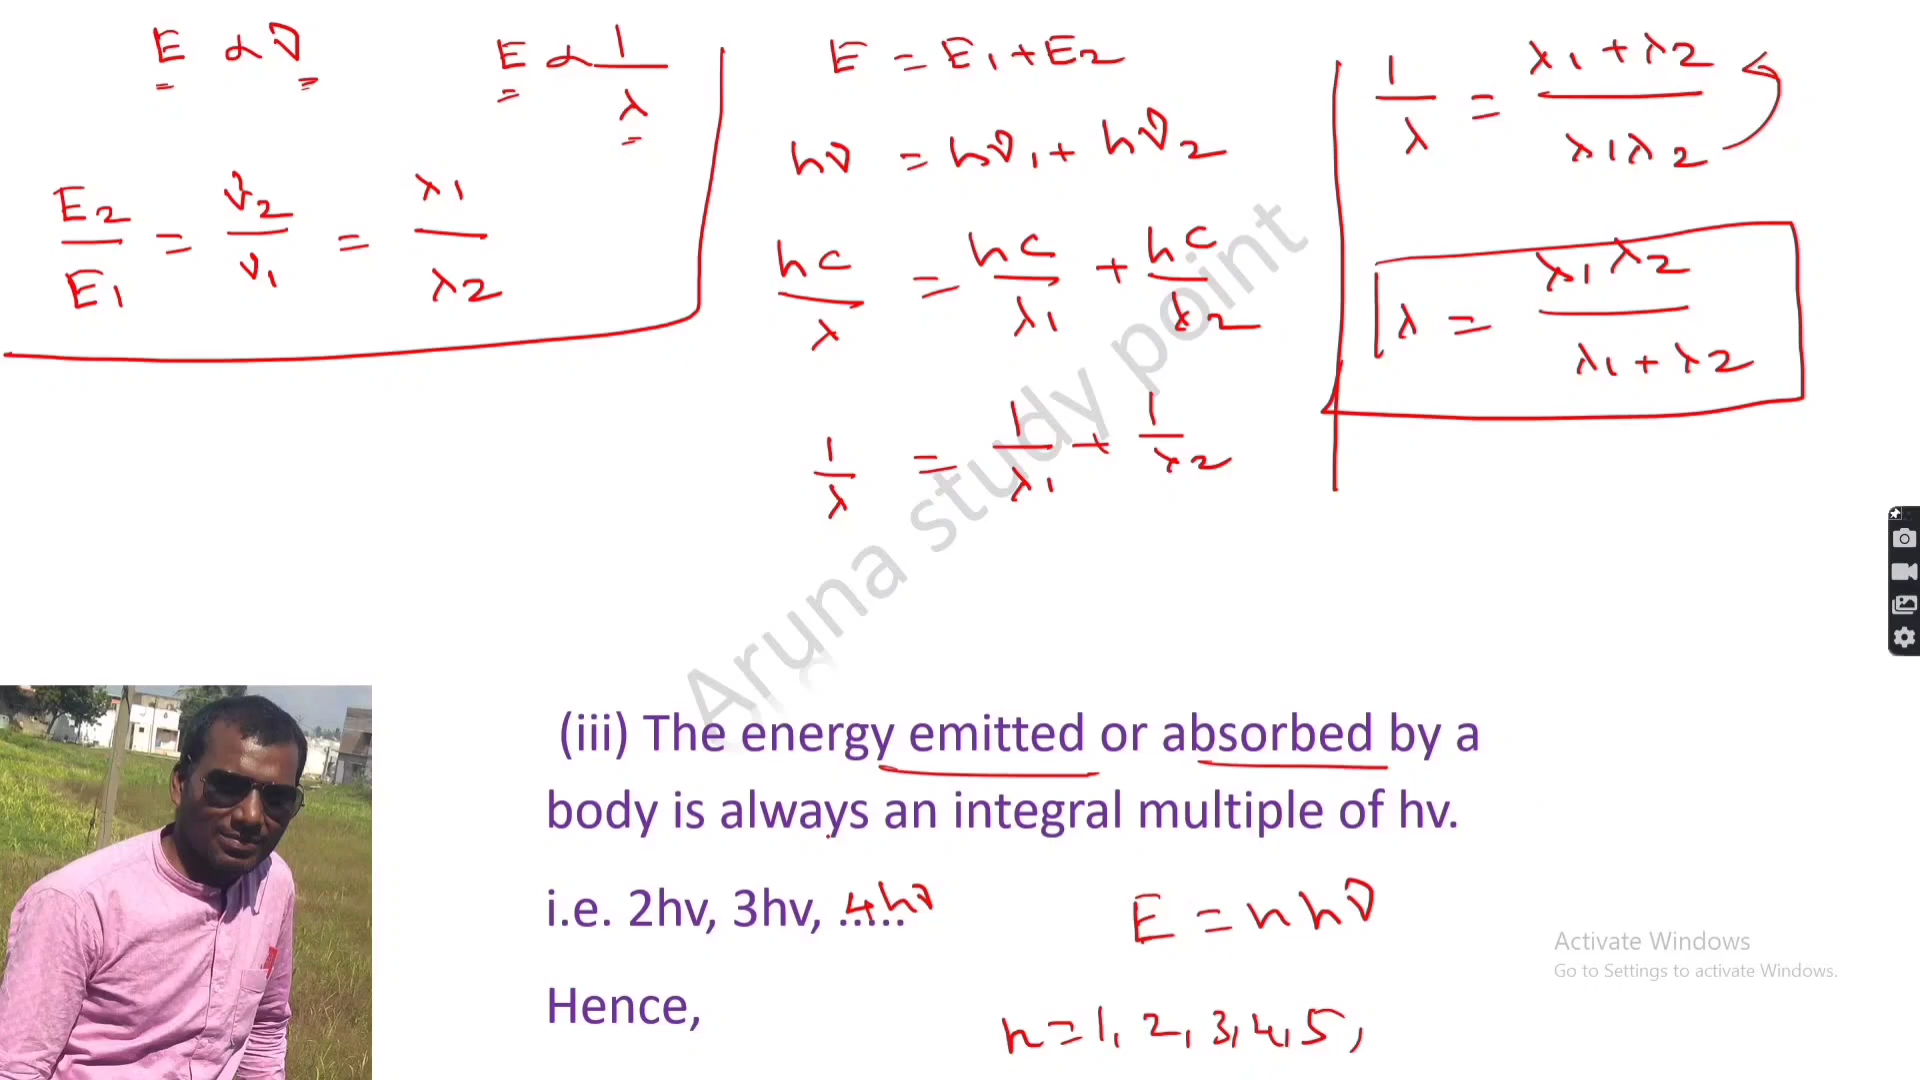 E α ν
E α 1/λ
E2/E1 = ν2/ν1 = λ1/λ2
E = E1 + E2
hν = hν1 + hν2
hc/λ = hc/λ1 + hc/λ2
1/λ = 1/λ1 + 1/λ2
1/λ = λ1+λ2/λ1λ2
λ = λ1λ2/λ1+λ2
Aruna study point
(iii) The energy emitted or absorbed by a
body is always an integral multiple of hv.
i.e. 2hv, 3hv, ..... 4hν
E = nhν
Hence,
n = 1, 2, 3, 4, 5,
Activate Windows
Go to Settings to activate Windows.